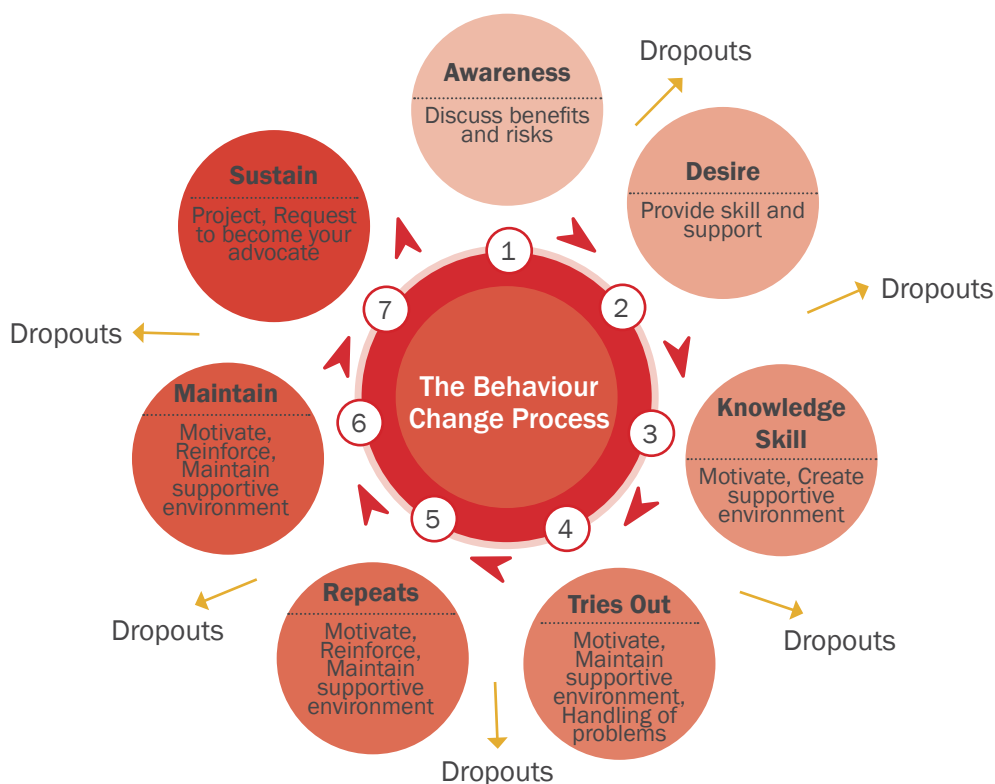 The Behaviour
Change Process
1
Awareness
Discuss benefits
and risks
Dropouts
2
Desire
Provide skill and
support
Dropouts
3
Knowledge
Skill
Motivate, Create
supportive
environment
Dropouts
4
Tries Out
Motivate,
Maintain
supportive
environment,
Handling of
problems
Dropouts
5
Repeats
Motivate,
Reinforce,
Maintain
supportive
environment
Dropouts
6
Maintain
Motivate,
Reinforce,
Maintain
supportive
environment
Dropouts
7
Sustain
Project, Request
to become your
advocate